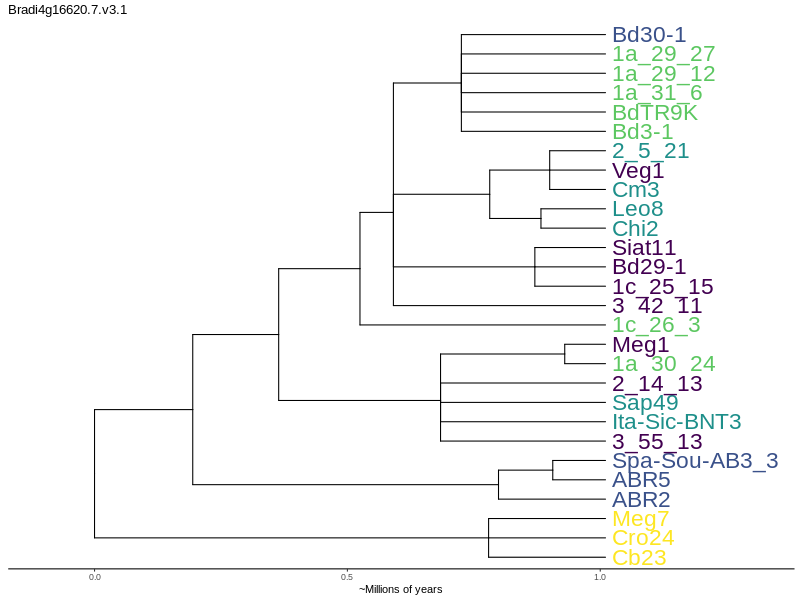 Bradi4g16620.7.v3.1
Bd30-1
1a_29_27
1a_29_12
1a_31_6
BdTR9K
Bd3-1
2_5_21
Veg1
Cm3
Leo8
Chi2
Siat11
Bd29-1
1c_25_15
3_42_11
1c_26_3
Meg1
1a_30_24
2_14_13
Sap49
Ita-Sic-BNT3
3_55_13
Spa-Sou-AB3_3
ABR5
ABR2
Meg7
Cro24
Cb23
0.0 0.5 1.0
~Millions of years